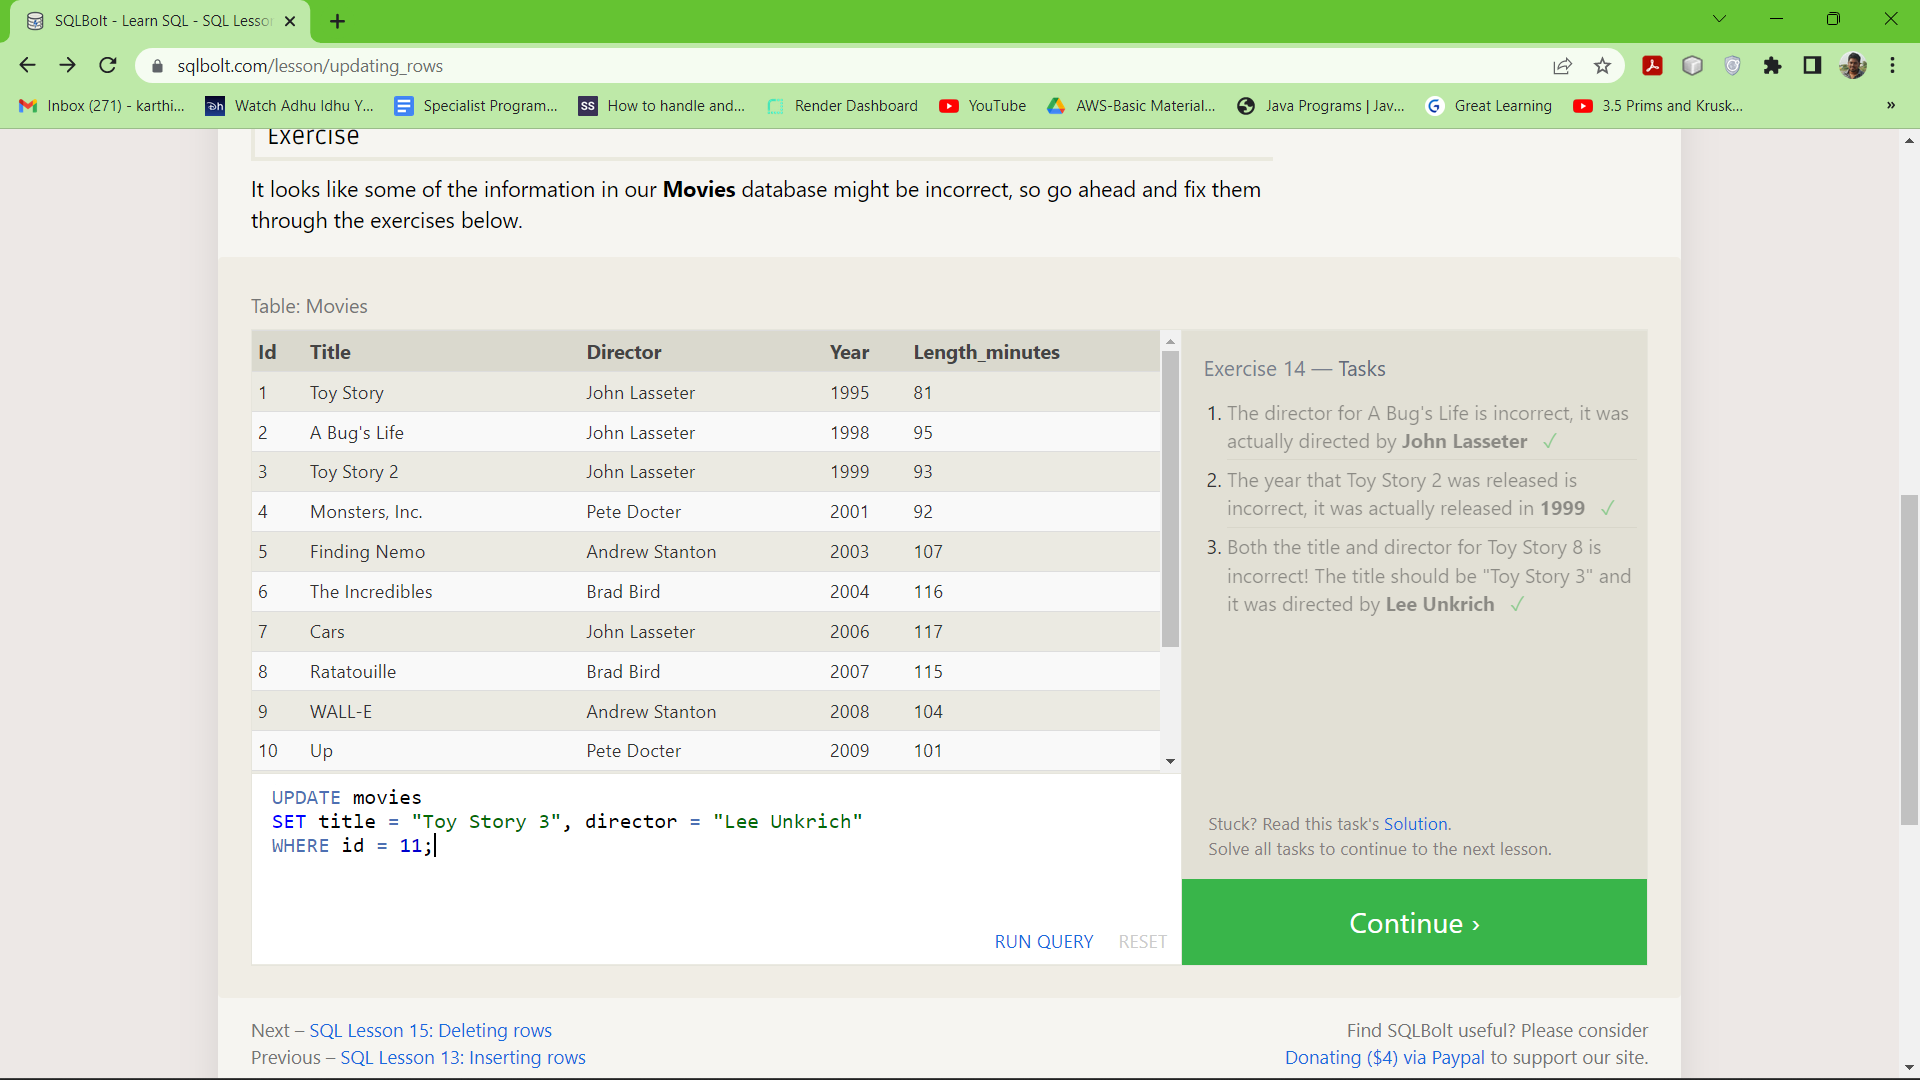 SQLBolt - Learn SQL - SQL Lesson
sqlbolt.com/lesson/updating_rows
Inbox (271) - karthi...
Dh
Watch Adhu Idhu Y...
Specialist Program...
SS
How to handle and...
Render Dashboard
YouTube
AWS-Basic Material...
Java Programs | Jav...
G
Great Learning
3.5 Prims and Krusk...
»
Exercise
It looks like some of the information in our Movies database might be incorrect, so go ahead and fix them
through the exercises below.
Table: Movies
Id Title Director Year Length_minutes
1 Toy Story John Lasseter 1995 81
2 A Bug's Life John Lasseter 1998 95
3 Toy Story 2 John Lasseter 1999 93
4 Monsters, Inc. Pete Docter 2001 92
5 Finding Nemo Andrew Stanton 2003 107
6 The Incredibles Brad Bird 2004 116
7 Cars John Lasseter 2006 117
8 Ratatouille Brad Bird 2007 115
9 WALL-E Andrew Stanton 2008 104
10 Up Pete Docter 2009 101
UPDATE movies
SET title = "Toy Story 3", director = "Lee Unkrich"
WHERE id = 11;
RUN QUERY RESET
Exercise 14 — Tasks
1. The director for A Bug's Life is incorrect, it was
actually directed by John Lasseter ✓
2. The year that Toy Story 2 was released is
incorrect, it was actually released in 1999 ✓
3. Both the title and director for Toy Story 8 is
incorrect! The title should be "Toy Story 3" and
it was directed by Lee Unkrich ✓
Stuck? Read this task's Solution.
Solve all tasks to continue to the next lesson.
Continue ›
Next – SQL Lesson 15: Deleting rows
Previous – SQL Lesson 13: Inserting rows
Find SQLBolt useful? Please consider
Donating ($4) via Paypal to support our site.